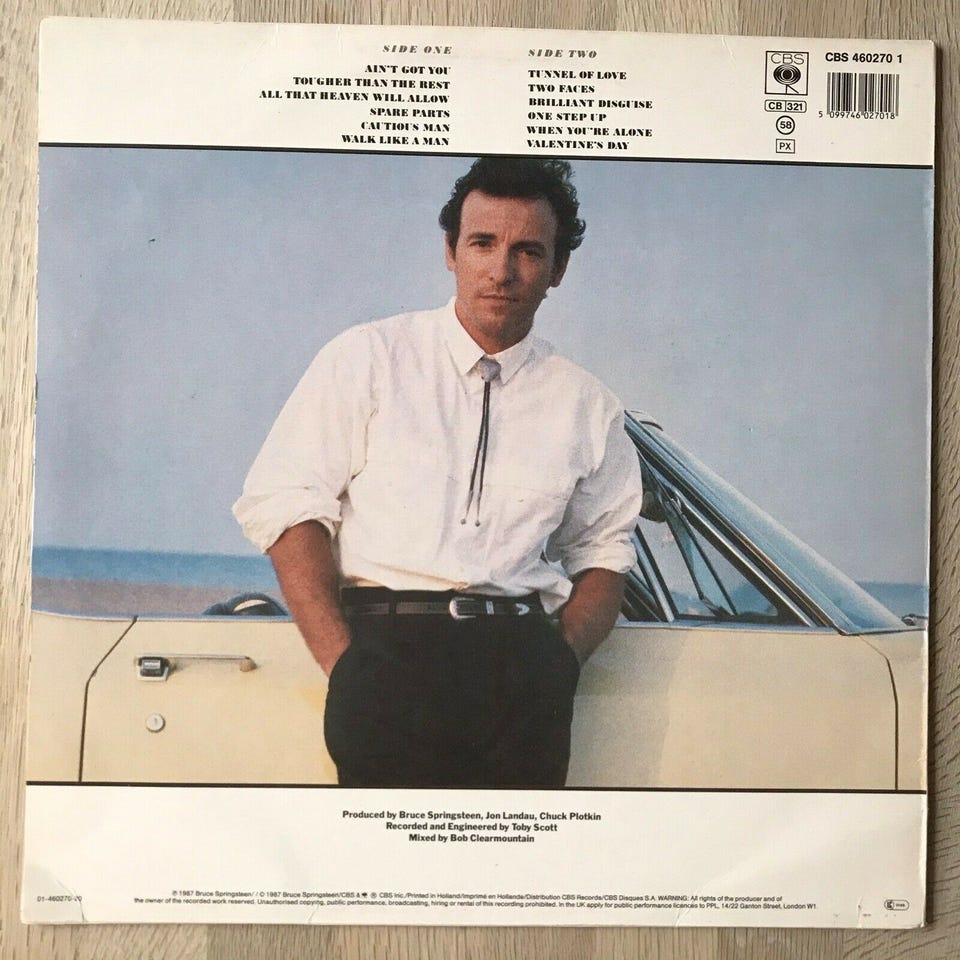 SIDE ONE
AIN'T GOT YOU
TOUGHER THAN THE REST
ALL THAT HEAVEN WILL ALLOW
SPARE PARTS
CAUTIOUS MAN
WALK LIKE A MAN
SIDE TWO
TUNNEL OF LOVE
TWO FACES
BRILLIANT DISGUISE
ONE STEP UP
WHEN YOU'RE ALONE
VALENTINE'S DAY
CBS
CB 321
58
PX
CBS 460270 1
5 099746 027018
Produced by Bruce Springsteen, Jon Landau, Chuck Plotkin
Recorded and Engineered by Toby Scott
Mixed by Bob Clearmountain
01-460270-20
℗ 1987 Bruce Springsteen/ © 1987 Bruce Springsteen/CBS & ® CBS Inc./Printed in Holland/Imprimé en Hollande/Distribution CBS Records/CBS Disques S.A. WARNING: All rights of the producer and of
the owner of the recorded work reserved. Unauthorised copying, public performance, broadcasting, hiring or rental of this recording prohibited. In the UK apply for public performance licences to PPL, 14/22 Ganton Street, London W1.